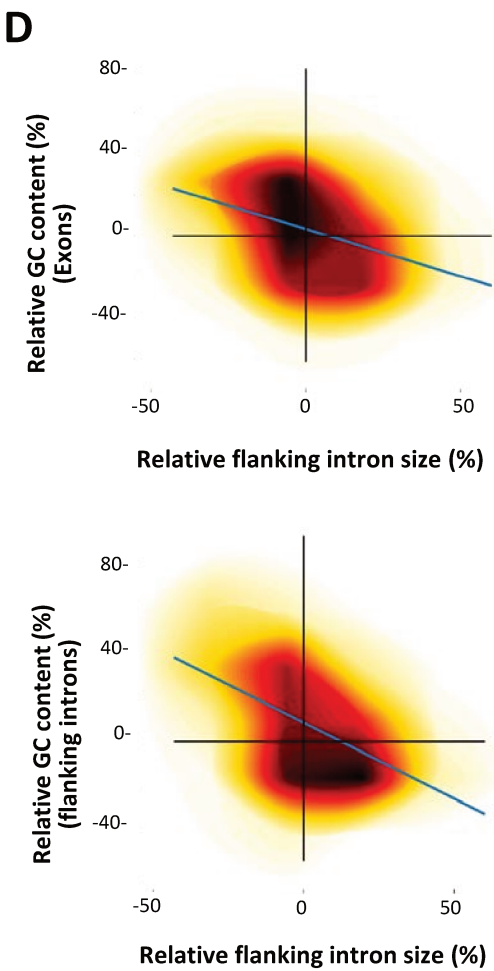 D
80-
40-
0-
-40-
Relative GC content (%)
(Exons)
-50
0
50
Relative flanking intron size (%)
80-
40-
0-
-40-
Relative GC content (%)
(flanking introns)
-50
0
50
Relative flanking intron size (%)